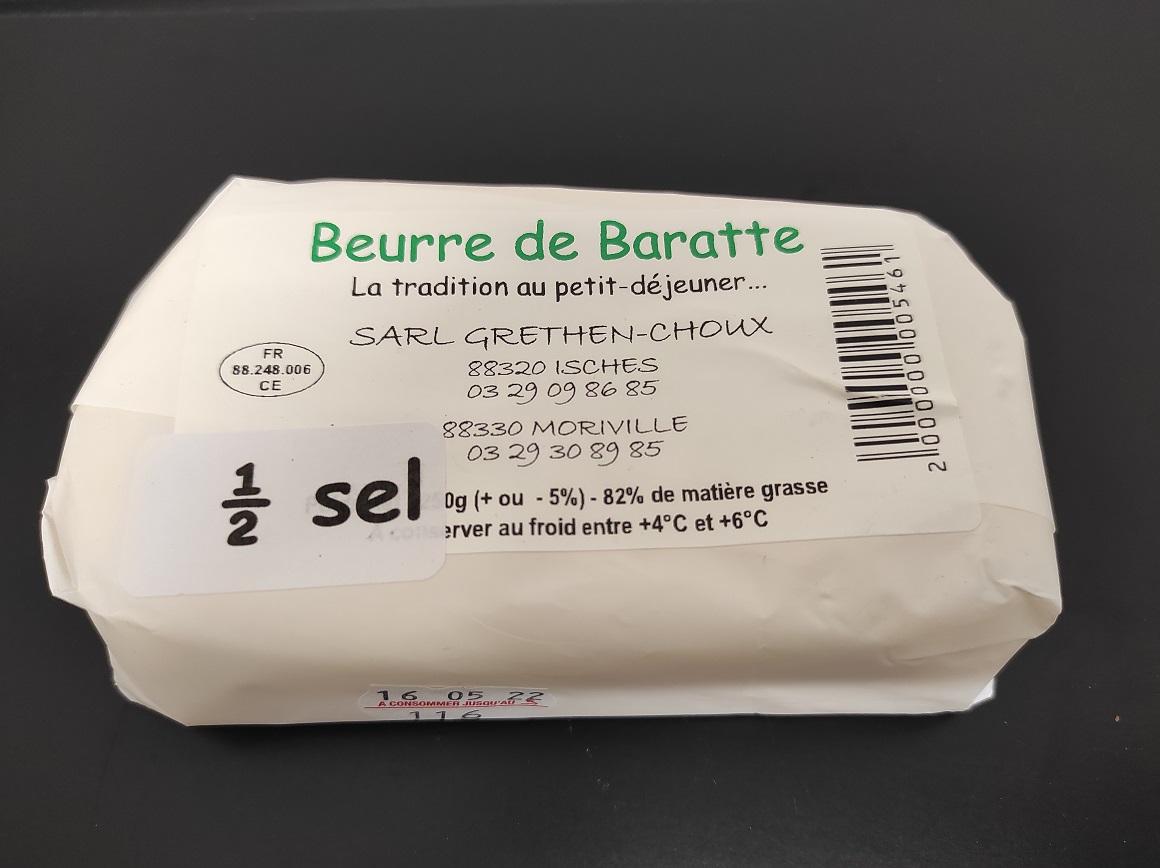 Beurre de Baratte
La tradition au petit-déjeuner...
SARL GRETHEN-CHOUX
88320 ISCHES
03 29 09 86 85
88330 MORIVILLE
03 29 30 89 85
FR
88.248.006
CE
1/2 sel
0g (+ ou - 5%) - 82% de matière grasse
A conserver au froid entre +4°C et +6°C
2000000005461
16 05 22
A CONSOMMER JUSQU'AU
116